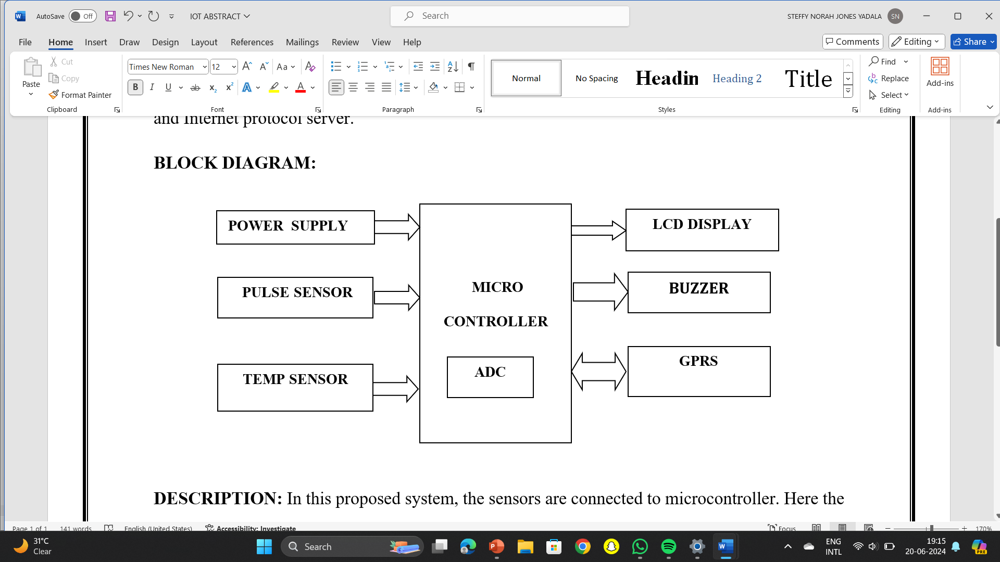 AutoSave Off IOT ABSTRACT Search STEFFY NORAH JONES YADALA SN
File Home Insert Draw Design Layout References Mailings Review View Help Comments Editing Share
Paste
Cut
Copy
Format Painter
Clipboard
Times New Roman 12
Font
Paragraph
Normal No Spacing Headin Heading 2 Title
Styles
Find
Replace
Select
Editing
Add-ins
Add-ins
and Internet protocol server.
BLOCK DIAGRAM:
POWER SUPPLY
PULSE SENSOR
TEMP SENSOR
MICRO
CONTROLLER
ADC
LCD DISPLAY
BUZZER
GPRS
DESCRIPTION: In this proposed system, the sensors are connected to microcontroller. Here the
Page 1 of 1 141 words English (United States) Accessibility: Investigate Focus 170%
31°C
Clear
Search
ENG
INTL
19:15
20-06-2024
PRE